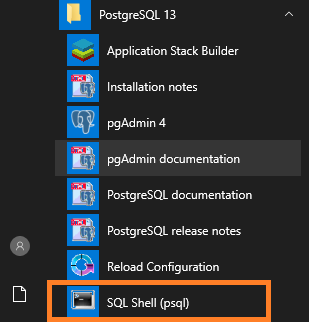 PostgreSQL 13
Application Stack Builder
Installation notes
pgAdmin 4
pgAdmin documentation
PostgreSQL documentation
PostgreSQL release notes
Reload Configuration
SQL Shell (psql)